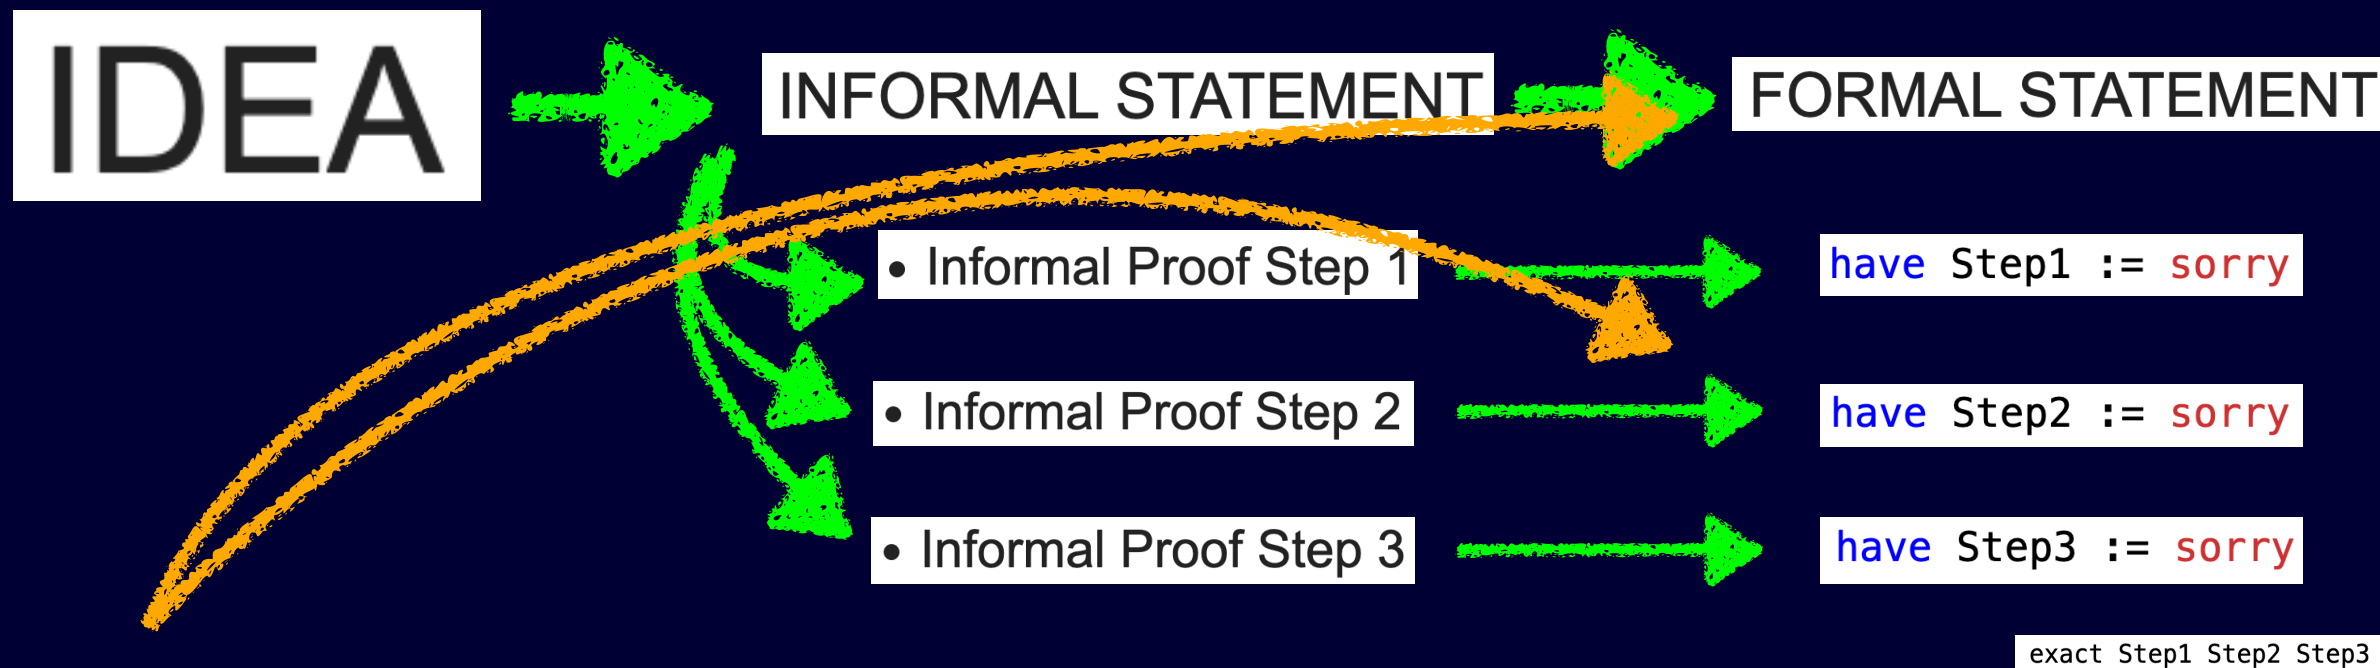 IDEA
INFORMAL STATEMENT
FORMAL STATEMENT
• Informal Proof Step 1
have Step1 := sorry
• Informal Proof Step 2
have Step2 := sorry
• Informal Proof Step 3
have Step3 := sorry
exact Step1 Step2 Step3